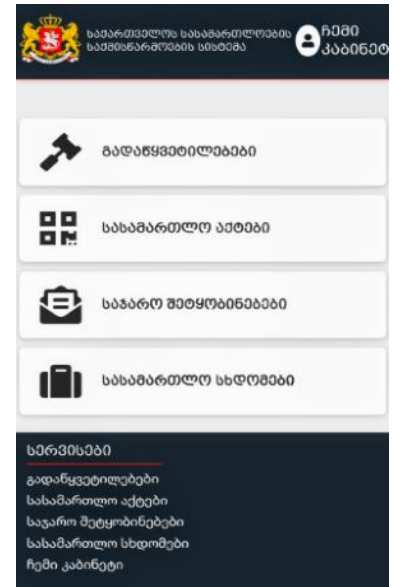 საქართველოს სასამართლოების
საქმისწარმოების სისტემა
ჩემი
კაბინეტ
გადაწყვეტილებები
სასამართლო აქტები
საჯარო შეტყობინებები
სასამართლო სხდომები
სერვისები
გადაწყვეტილებები
სასამართლო აქტები
საჯარო შეტყობინებები
სასამართლო სხდომები
ჩემი კაბინეტი